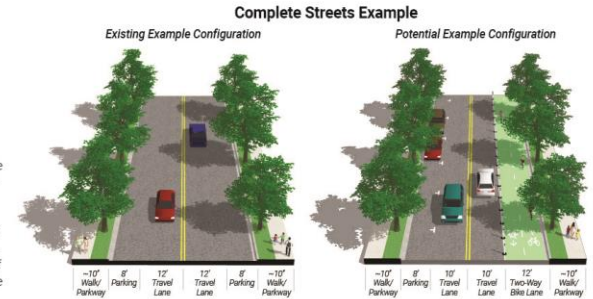 Complete Streets Example
Existing Example Configuration
~10" Walk/ Parkway
8' Parking
12' Travel Lane
12' Travel Lane
8' Parking
~10" Walk/ Parkway
Potential Example Configuration
~10" Walk/ Parkway
8' Parking
10' Travel Lane
10' Travel Lane
12' Two-Way Bike Lane
~10" Walk/ Parkway